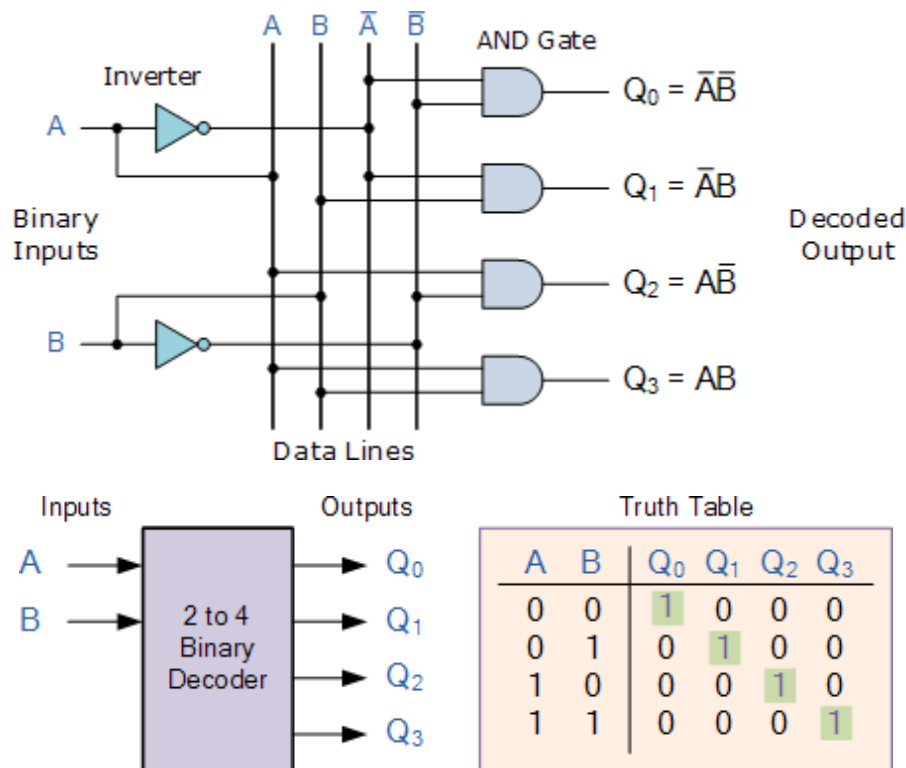 A B A̅ B̅
AND Gate
Inverter
Q₀ = A̅B̅
A
Binary
Inputs
Q₁ = A̅B
Decoded
Output
Q₂ = AB̅
B
Q₃ = AB
Data Lines
Inputs
Outputs
A
B
2 to 4
Binary
Decoder
Q₀
Q₁
Q₂
Q₃
Truth Table
A B Q₀ Q₁ Q₂ Q₃
0 0 1 0 0 0
0 1 0 1 0 0
1 0 0 0 1 0
1 1 0 0 0 1